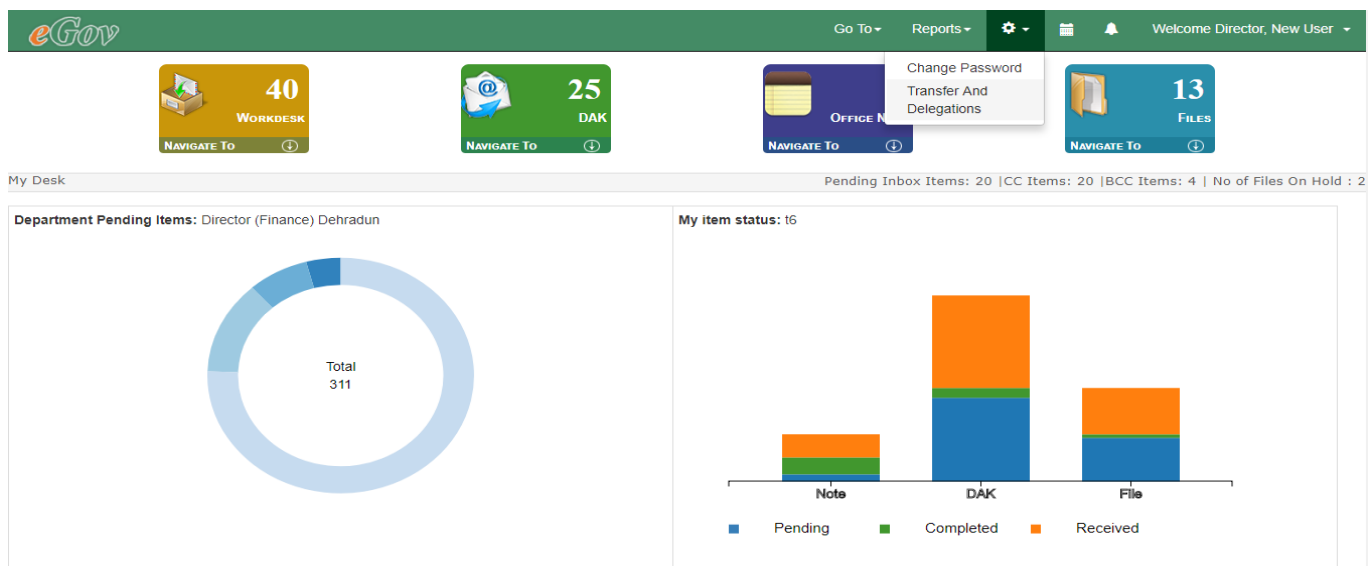 eGov
Go To
Reports
Welcome Director, New User
Change Password
Transfer And
Delegations
40
WORKDESK
NAVIGATE TO
25
DAK
NAVIGATE TO
OFFICE
NAVIGATE TO
13
FILES
NAVIGATE TO
My Desk
Pending Inbox Items: 20 |CC Items: 20 |BCC Items: 4 | No of Files On Hold : 2
Department Pending Items: Director (Finance) Dehradun
Total
311
My item status: t6
Note
DAK
File
Pending
Completed
Received